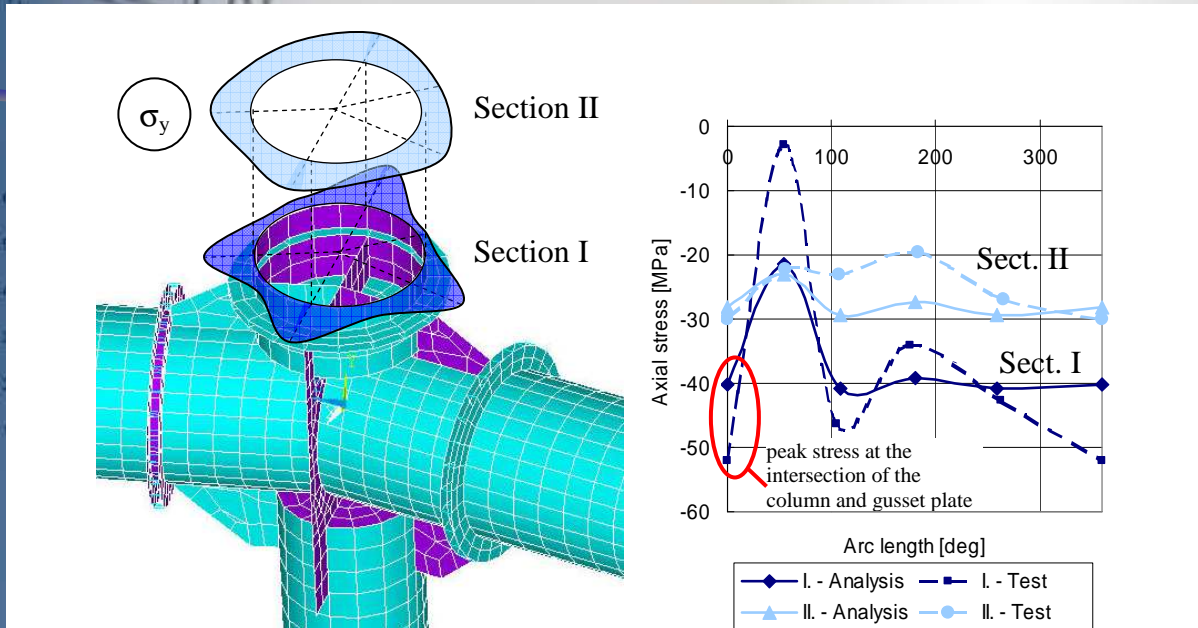 Section II
σy
Section I
0
0
100
200
300
-10
-20
-30
-40
-50
-60
Axial stress [MPa]
Sect. II
Sect. I
peak stress at the
intersection of the
column and gusset plate
Arc length [deg]
I. - Analysis
I. - Test
II. - Analysis
II. - Test